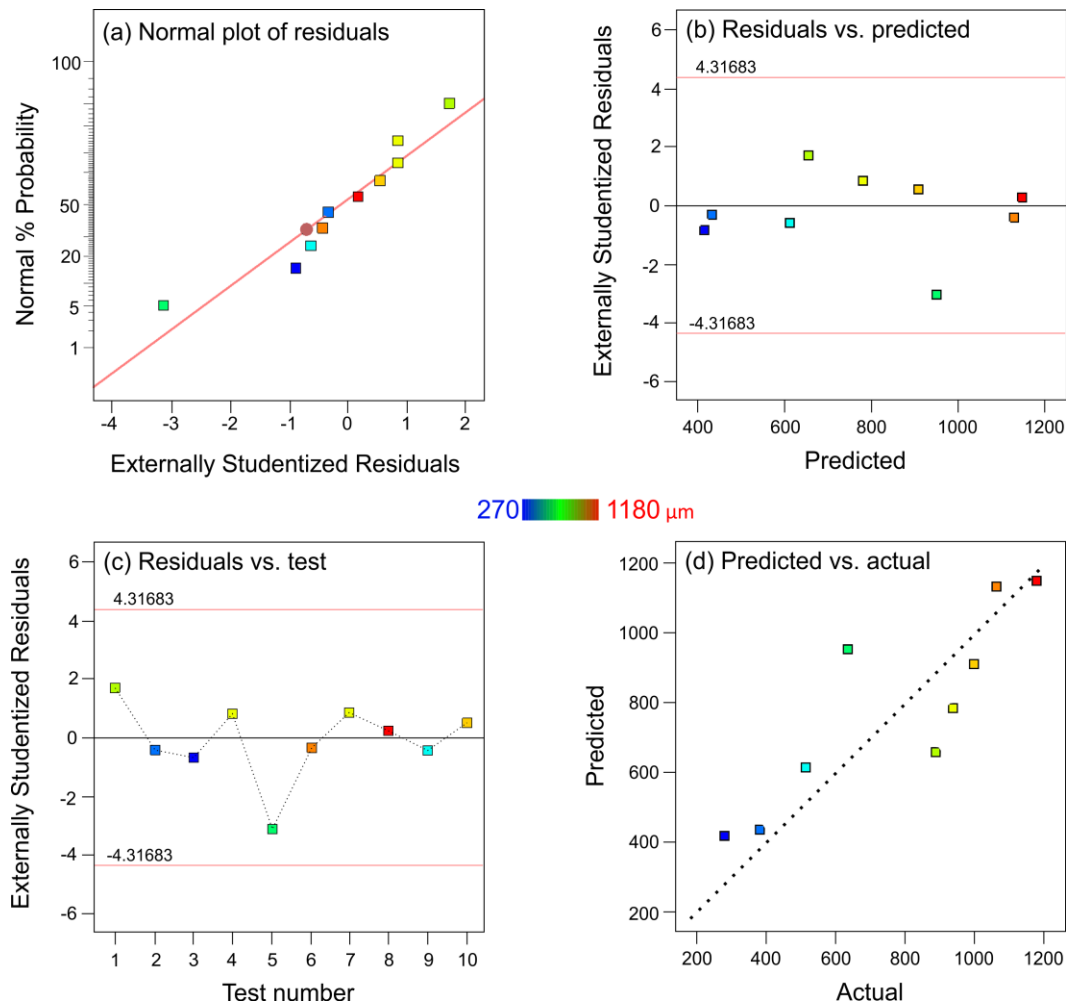 (a) Normal plot of residuals
100
50
20
5
1
Normal % Probability
-4 -3 -2 -1 0 1 2
Externally Studentized Residuals
(b) Residuals vs. predicted
6
4.31683
4
2
0
-2
-4.31683
-4
-6
Externally Studentized Residuals
400 600 800 1000 1200
Predicted
270 1180 μm
(c) Residuals vs. test
6
4.31683
4
2
0
-2
-4.31683
-4
-6
Externally Studentized Residuals
1 2 3 4 5 6 7 8 9 10
Test number
(d) Predicted vs. actual
1200
1000
800
600
400
200
Predicted
200 400 600 800 1000 1200
Actual